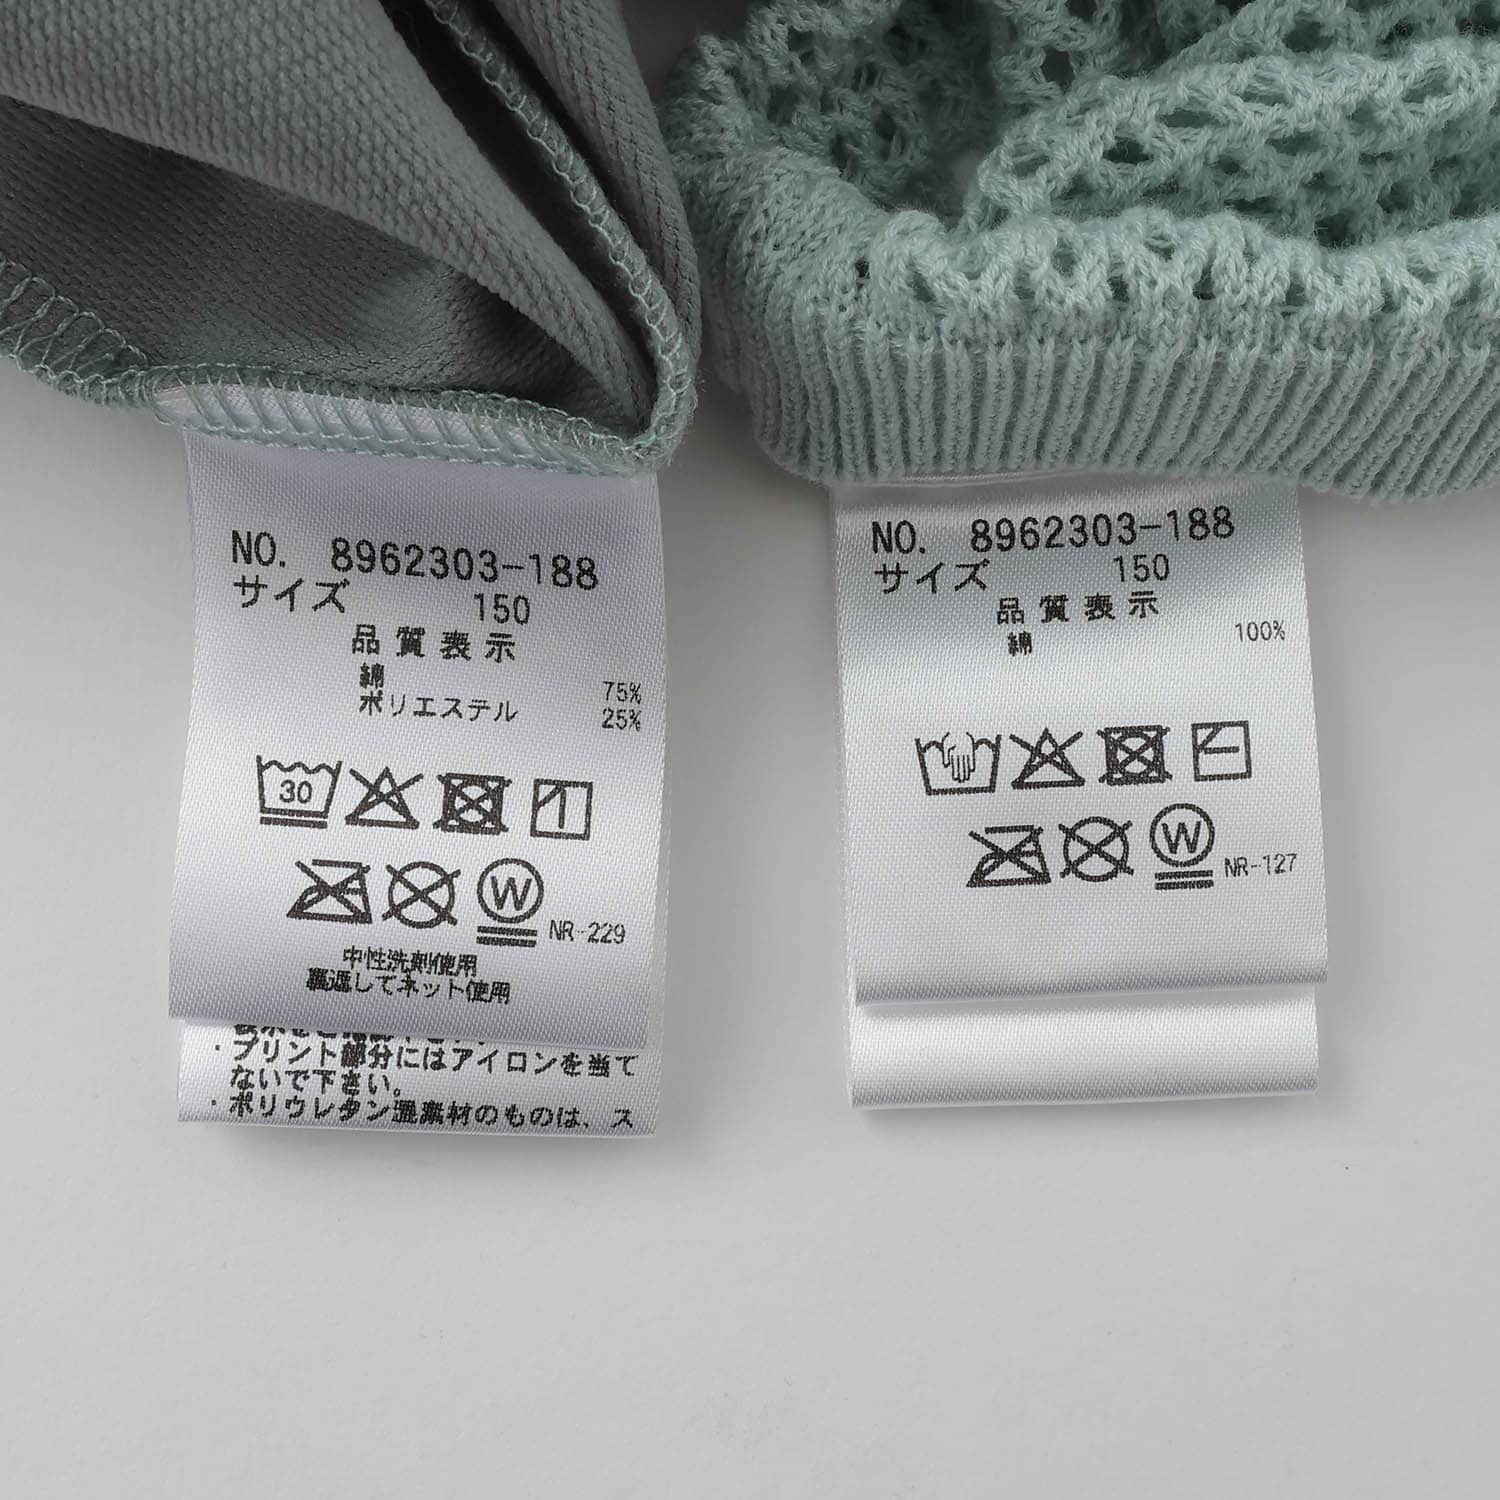 NO. 8962303-188
サイズ 150
品質表示
綿 75%
ポリエステル 25%
30
W NR-229
中性洗剤使用
裏返してネット使用
・プリント部分にはアイロンを当て
ないで下さい。
・ポリウレタン混素材のものは、ス
NO. 8962303-188
サイズ 150
品質表示
綿 100%
W NR-127